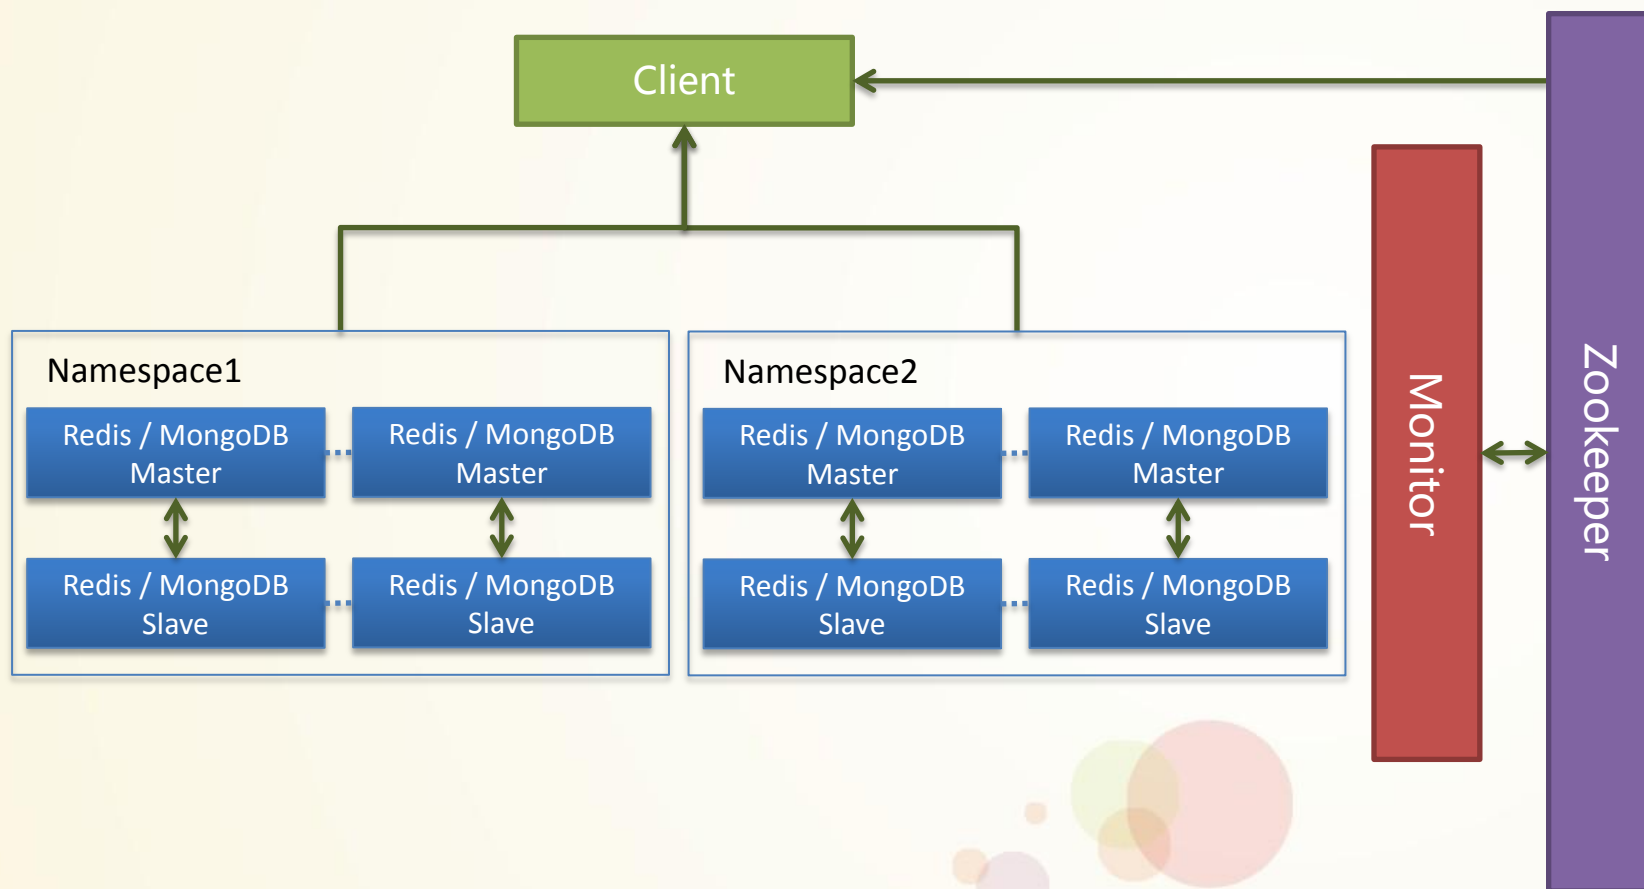 Client
Namespace1
Redis / MongoDB
Master
Redis / MongoDB
Master
Redis / MongoDB
Slave
Redis / MongoDB
Slave
Namespace2
Redis / MongoDB
Master
Redis / MongoDB
Master
Redis / MongoDB
Slave
Redis / MongoDB
Slave
Monitor
Zookeeper